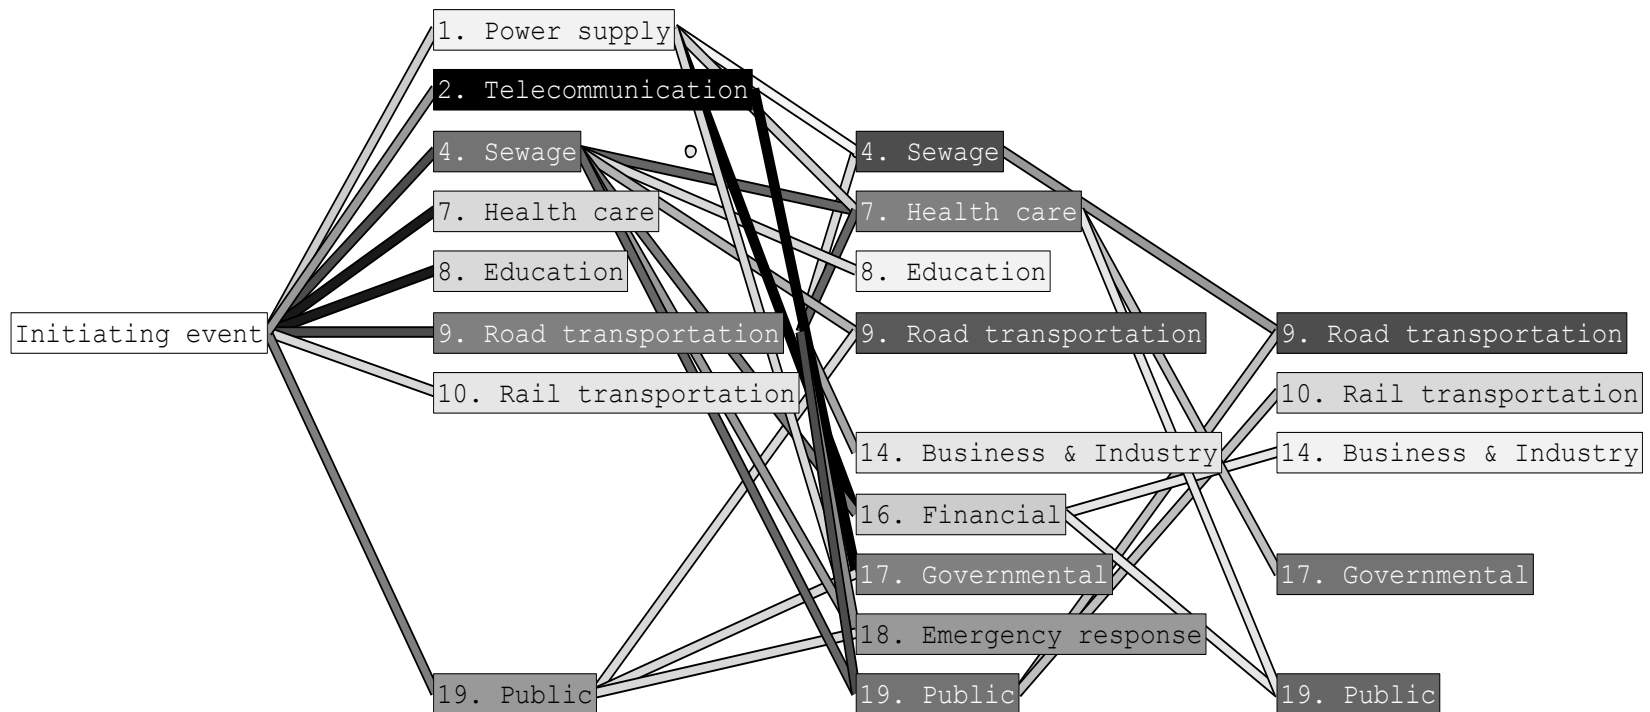 Initiating event
1. Power supply
2. Telecommunication
4. Sewage
7. Health care
8. Education
9. Road transportation
10. Rail transportation
19. Public
4. Sewage
7. Health care
8. Education
9. Road transportation
14. Business & Industry
16. Financial
17. Governmental
18. Emergency response
19. Public
9. Road transportation
10. Rail transportation
14. Business & Industry
17. Governmental
19. Public